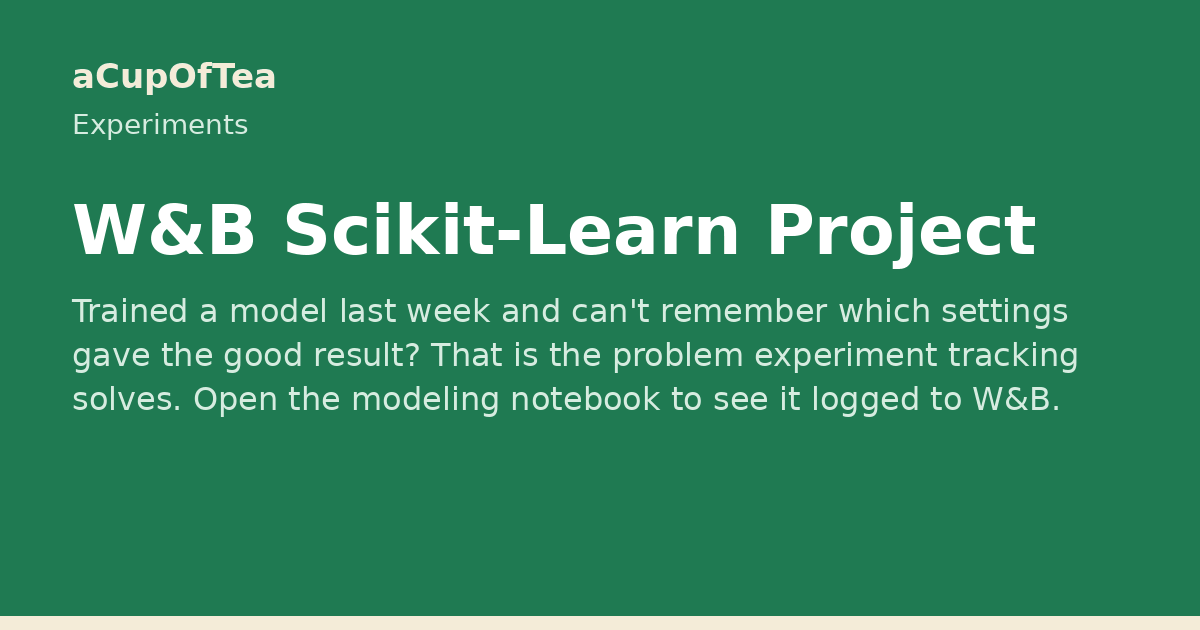 aCupOfTea
Experiments
W&B Scikit-Learn Project
Trained a model last week and can't remember which settings
gave the good result? That is the problem experiment tracking
solves. Open the modeling notebook to see it logged to W&B.